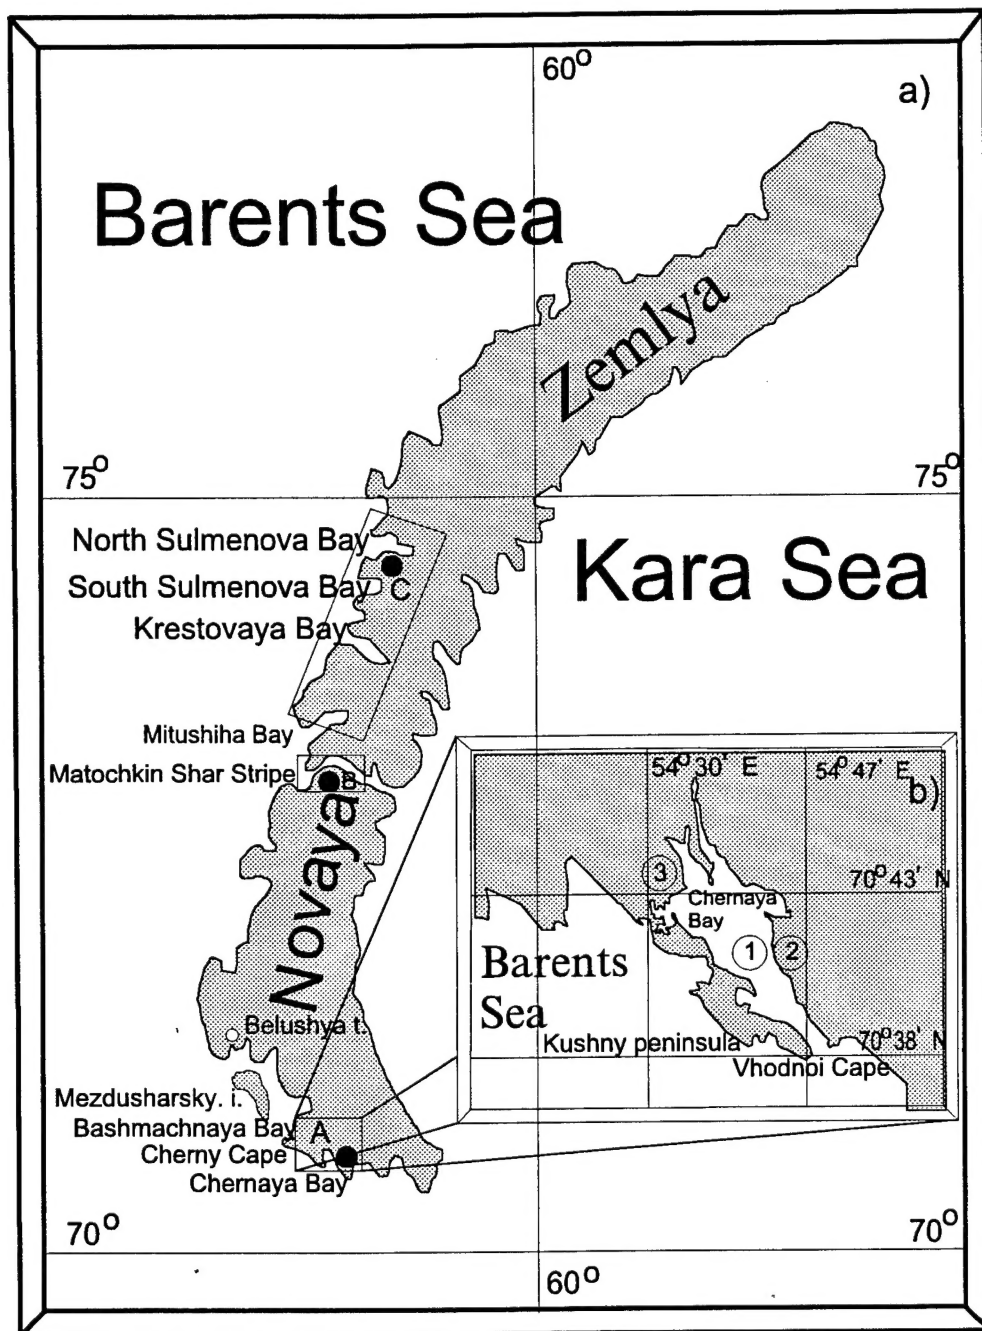 60°
a)
Barents Sea
Zemlya
75°
75°
North Sulmenova Bay
South Sulmenova Bay
C
Kara Sea
Krestovaya Bay
Mitushiha Bay
Matochkin Shar Stripe
B
Novaya
54° 30' E
54° 47' E
b)
3
70° 43' N
Chernaya
Bay
1
2
Barents
Sea
Kushny peninsula
70° 38' N
Vhodnoi Cape
Belushya t.
Mezdusharsky. i.
Bashmachnaya Bay
A
Cherny Cape
Chernaya Bay
70°
70°
60°